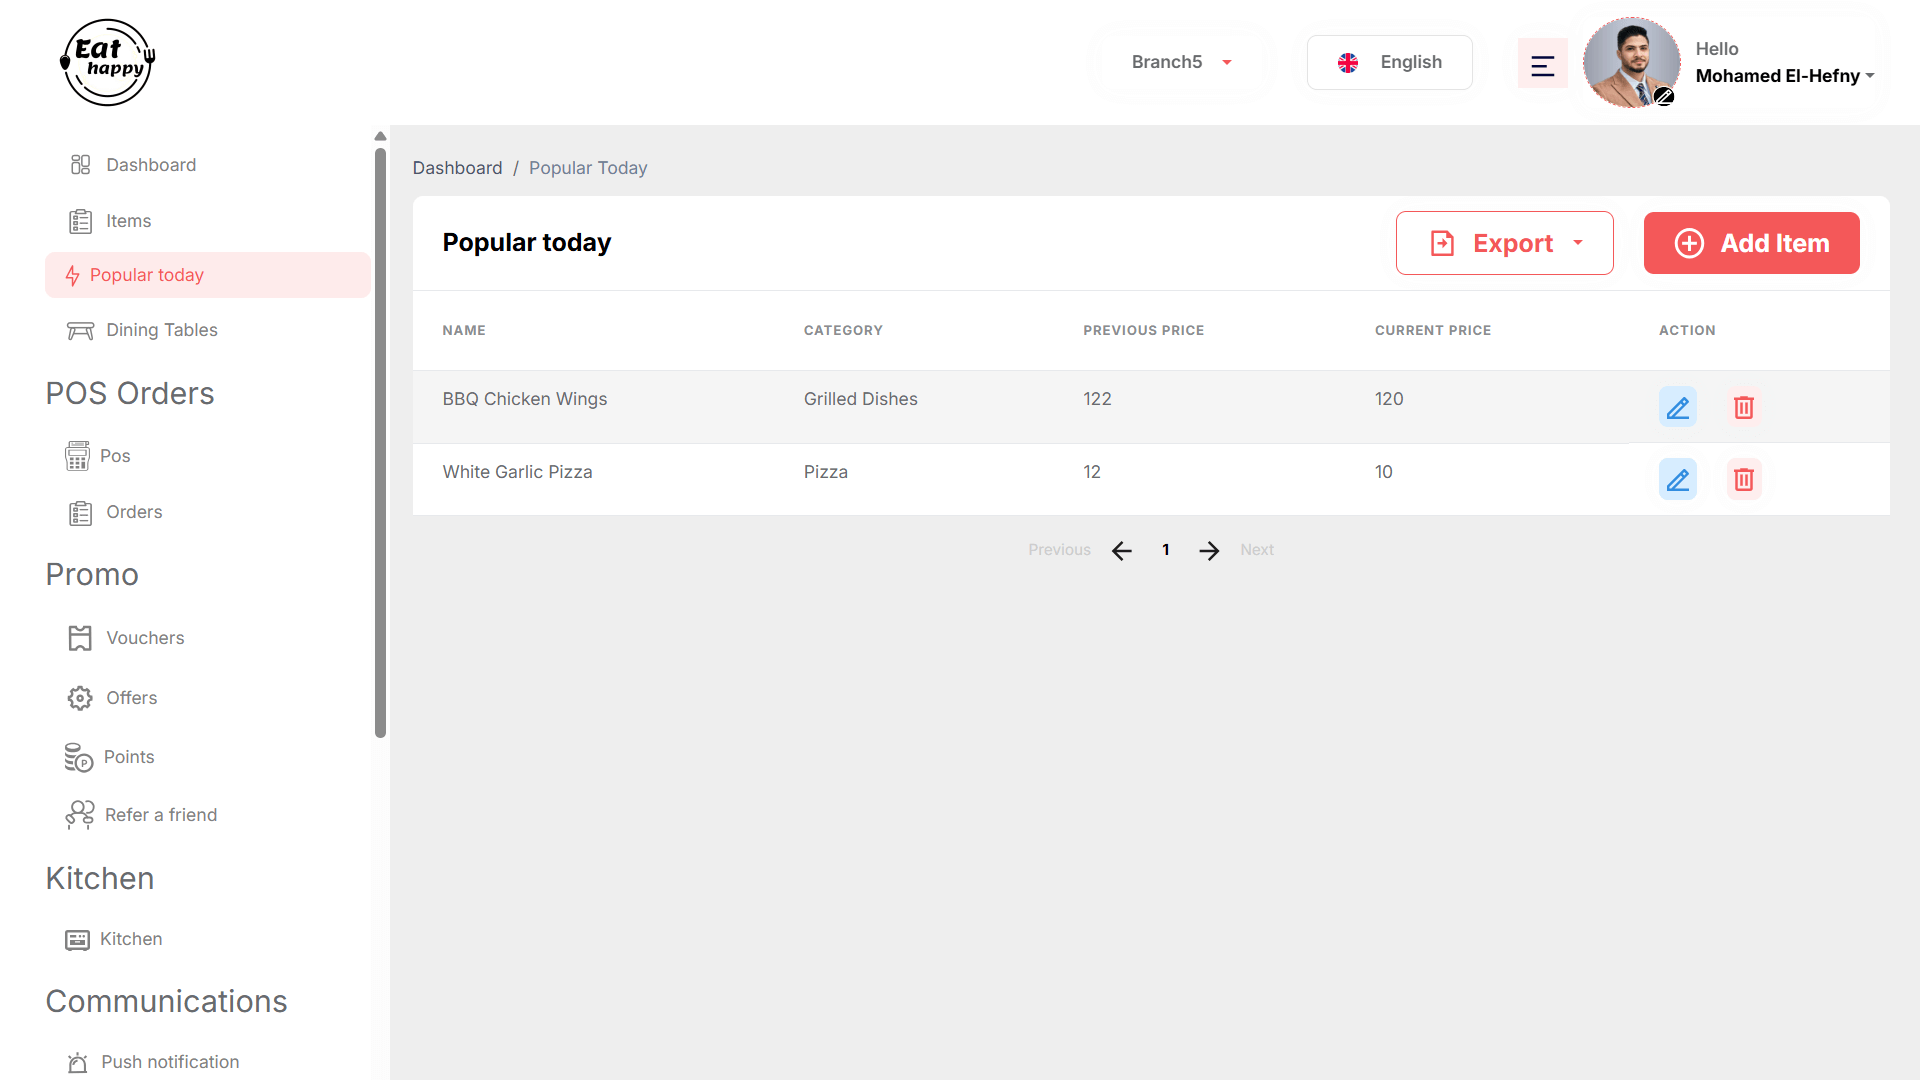 Eat
happy
Branch5
English
Hello
Mohamed El-Hefny
Dashboard
Items
Popular today
Dining Tables
POS Orders
Pos
Orders
Promo
Vouchers
Offers
Points
P
Refer a friend
Kitchen
Kitchen
Communications
Push notification
Dashboard / Popular Today
Popular today
Export
Add Item
NAME CATEGORY PREVIOUS PRICE CURRENT PRICE ACTION
BBQ Chicken Wings Grilled Dishes 122 120
White Garlic Pizza Pizza 12 10
Previous 1 Next